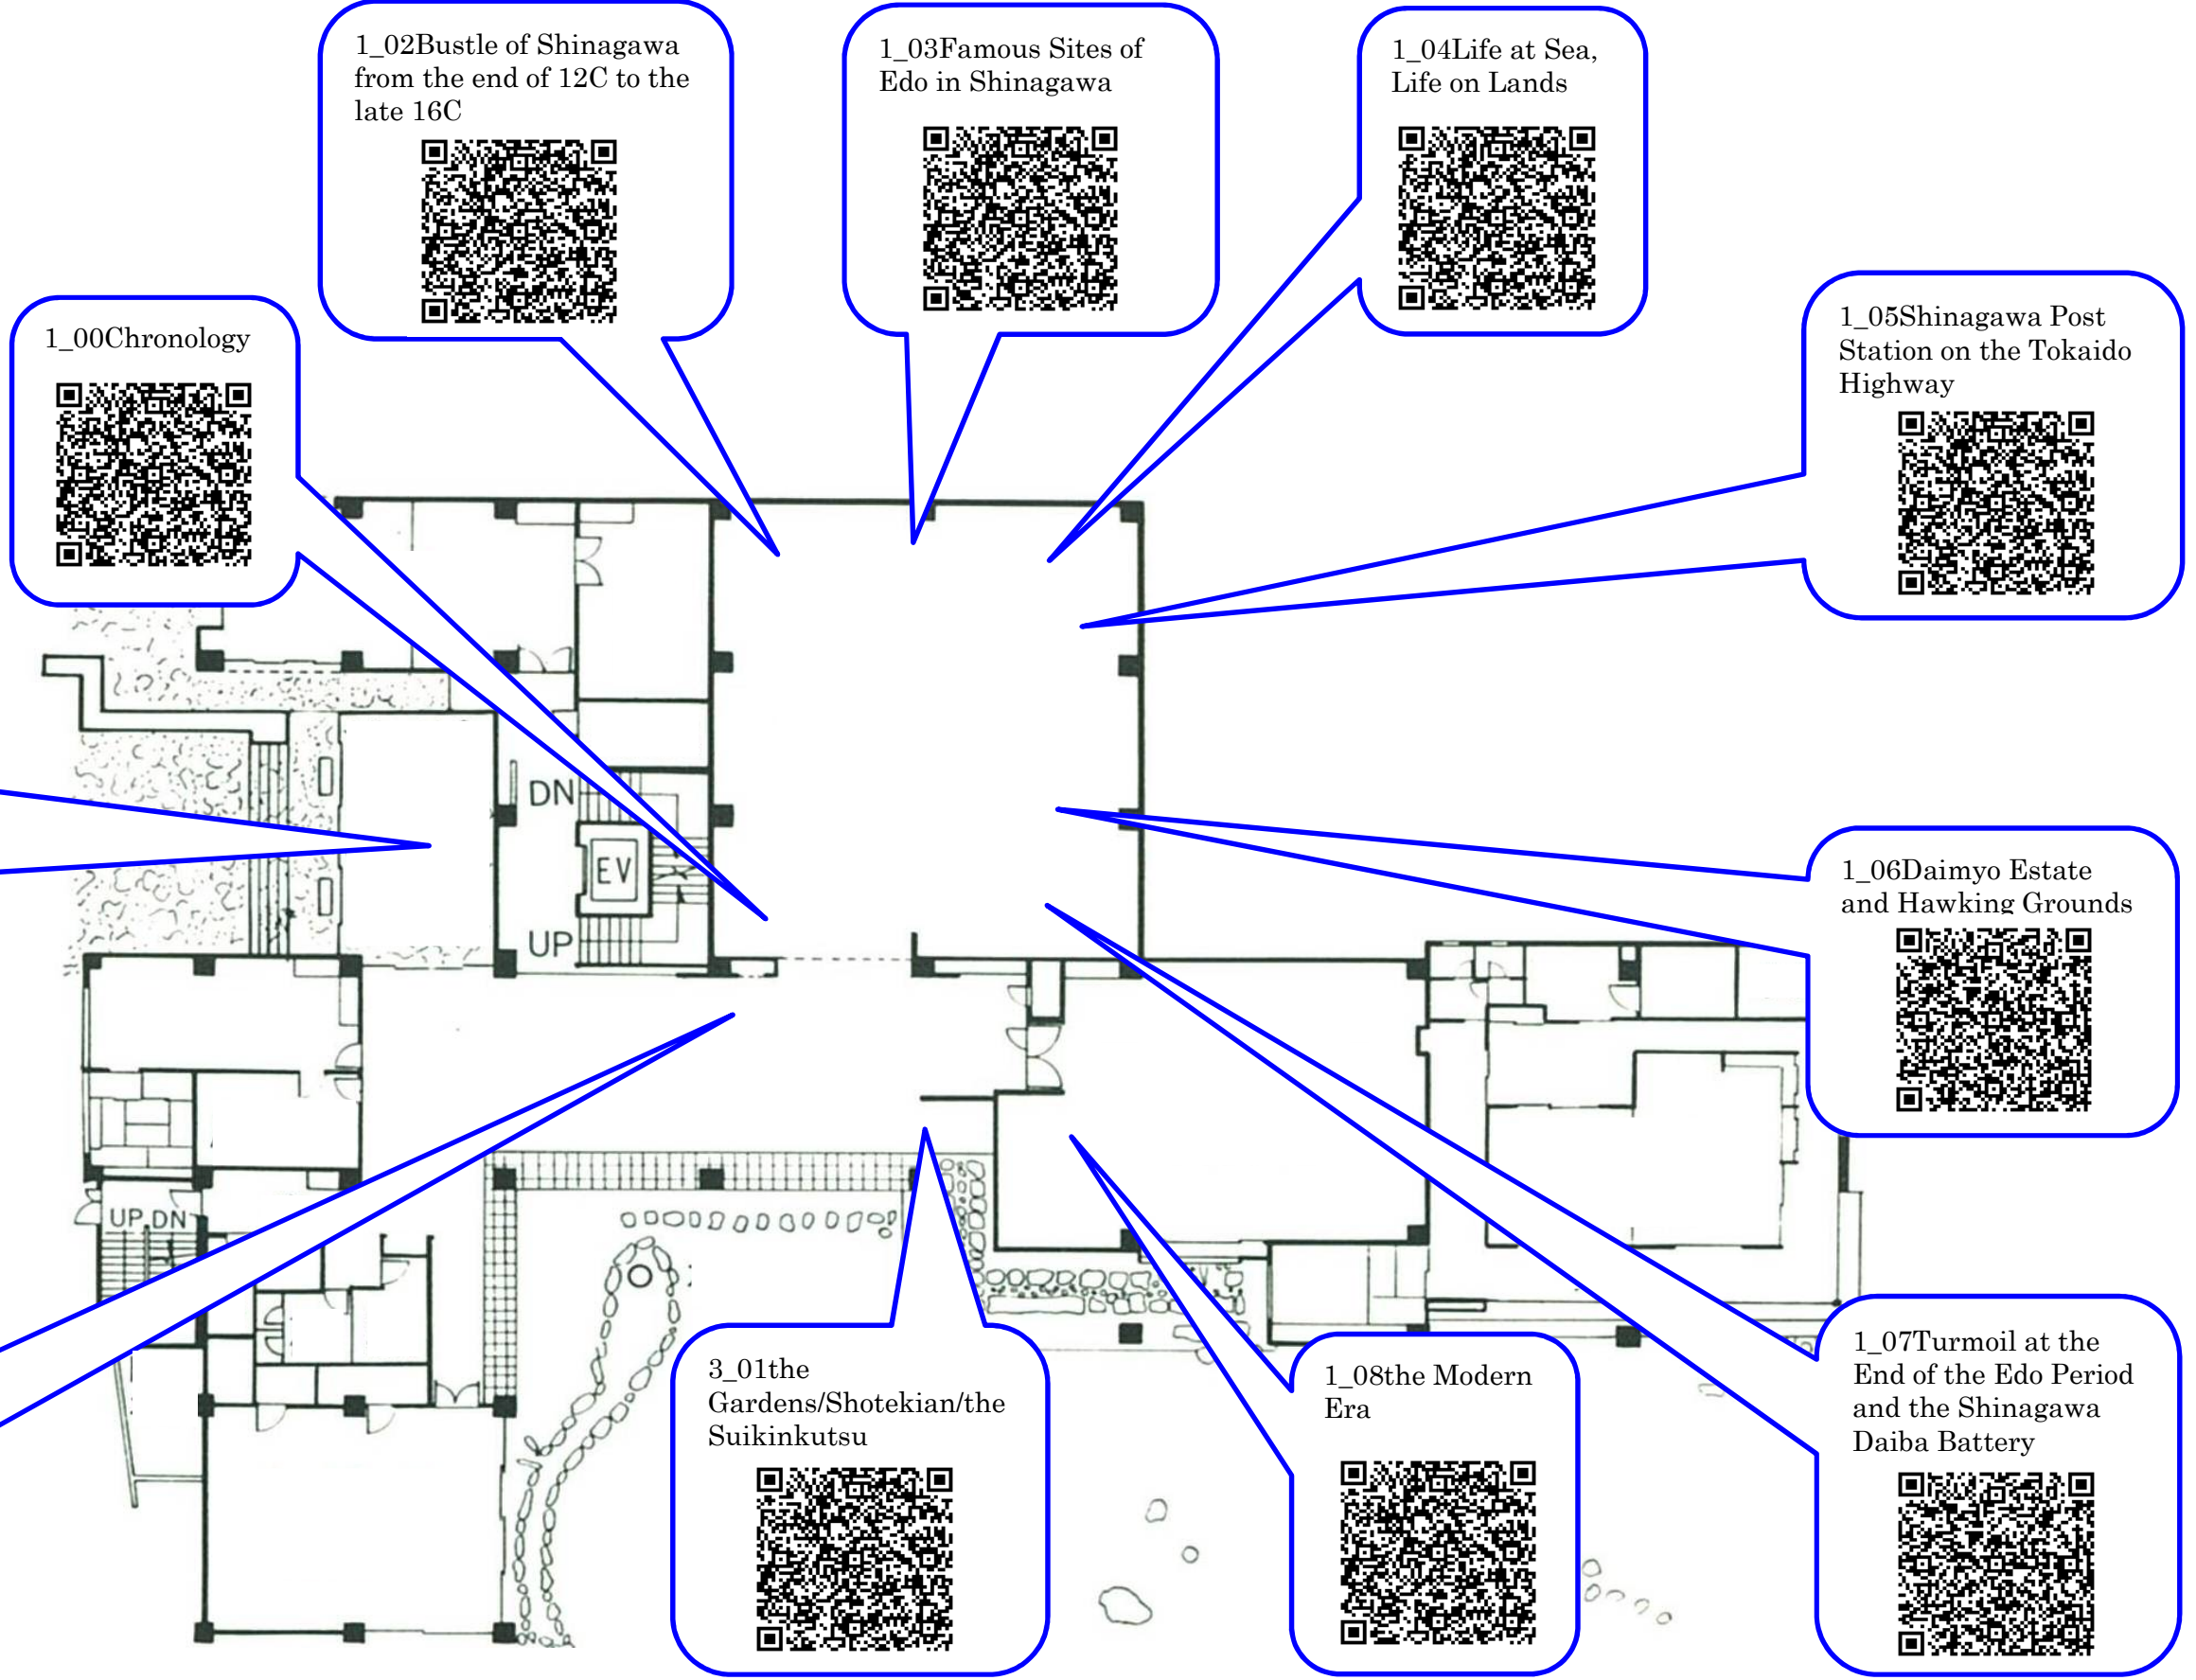 1_02Bustle of Shinagawa
from the end of 12C to the
late 16C
1_03Famous Sites of
Edo in Shinagawa
1_04Life at Sea,
Life on Lands
1_00Chronology
1_05Shinagawa Post
Station on the Tokaido
Highway
DN
EV
UP
1_06Daimyo Estate
and Hawking Grounds
UP DN
3_01the
Gardens/Shotekian/the
Suikinkutsu
1_08the Modern
Era
1_07Turmoil at the
End of the Edo Period
and the Shinagawa
Daiba Battery